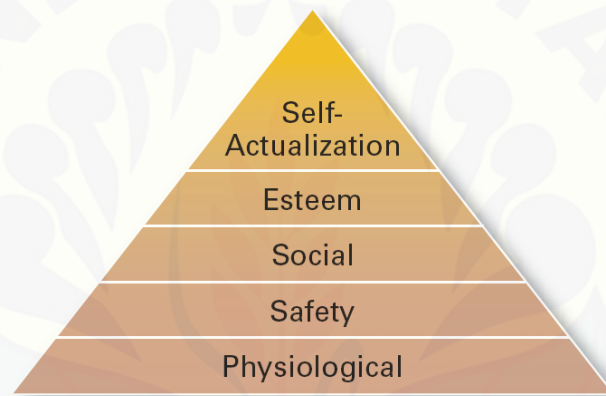 Self-
Actualization
Esteem
Social
Safety
Physiological